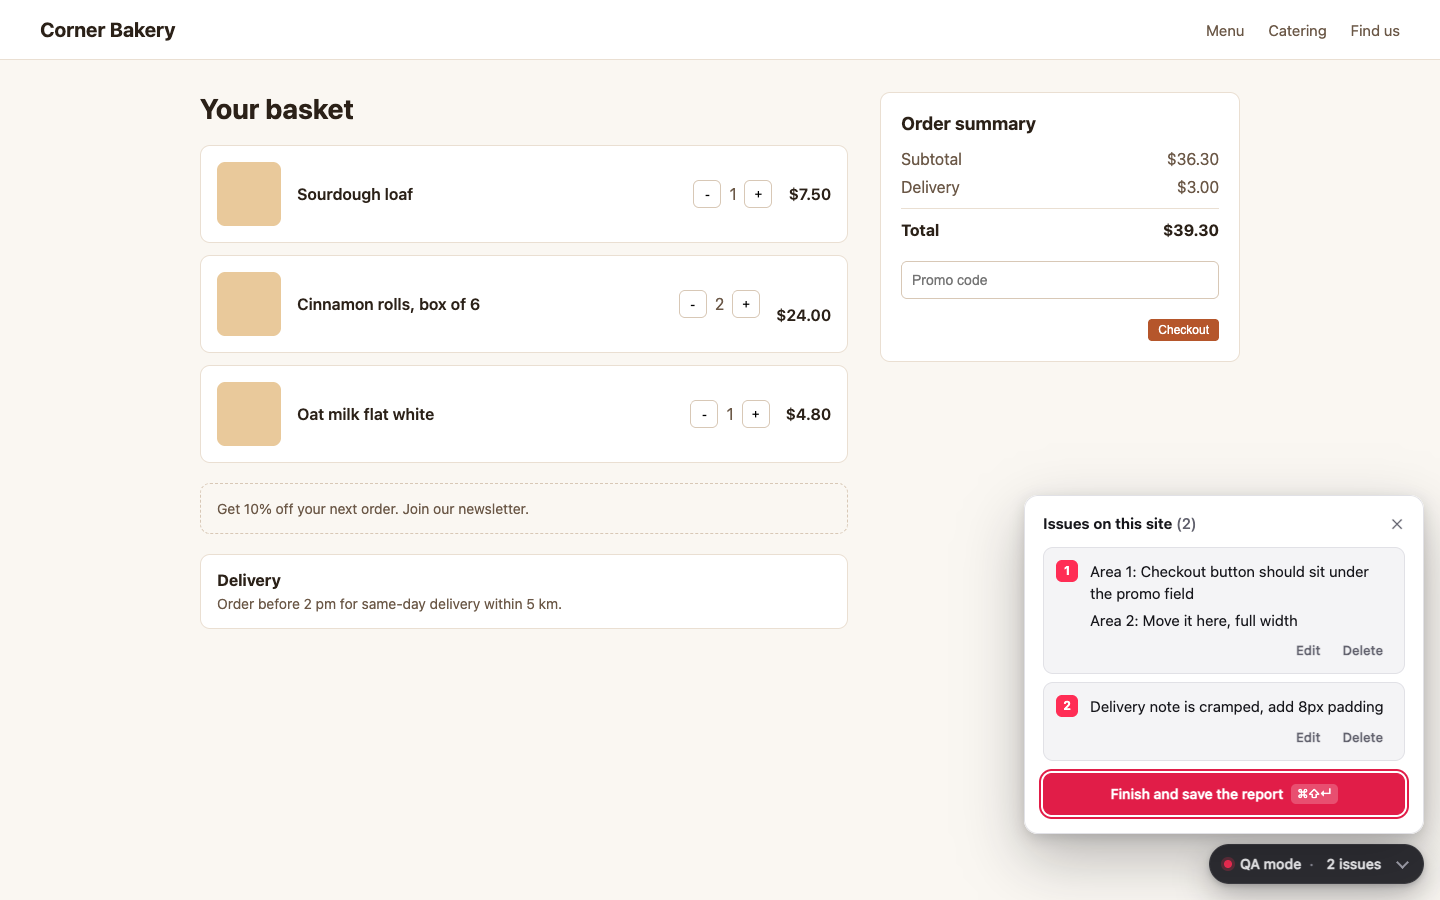 Corner Bakery
Menu
Catering
Find us
Your basket
Sourdough loaf
- 1 + $7.50
Cinnamon rolls, box of 6
- 2 + $24.00
Oat milk flat white
- 1 + $4.80
Get 10% off your next order. Join our newsletter.
Delivery
Order before 2 pm for same-day delivery within 5 km.
Order summary
Subtotal $36.30
Delivery $3.00
Total $39.30
Promo code
Checkout
Issues on this site (2)
1
Area 1: Checkout button should sit under
the promo field
Area 2: Move it here, full width
Edit Delete
2
Delivery note is cramped, add 8px padding
Edit Delete
Finish and save the report ⌘⇧↵
QA mode · 2 issues